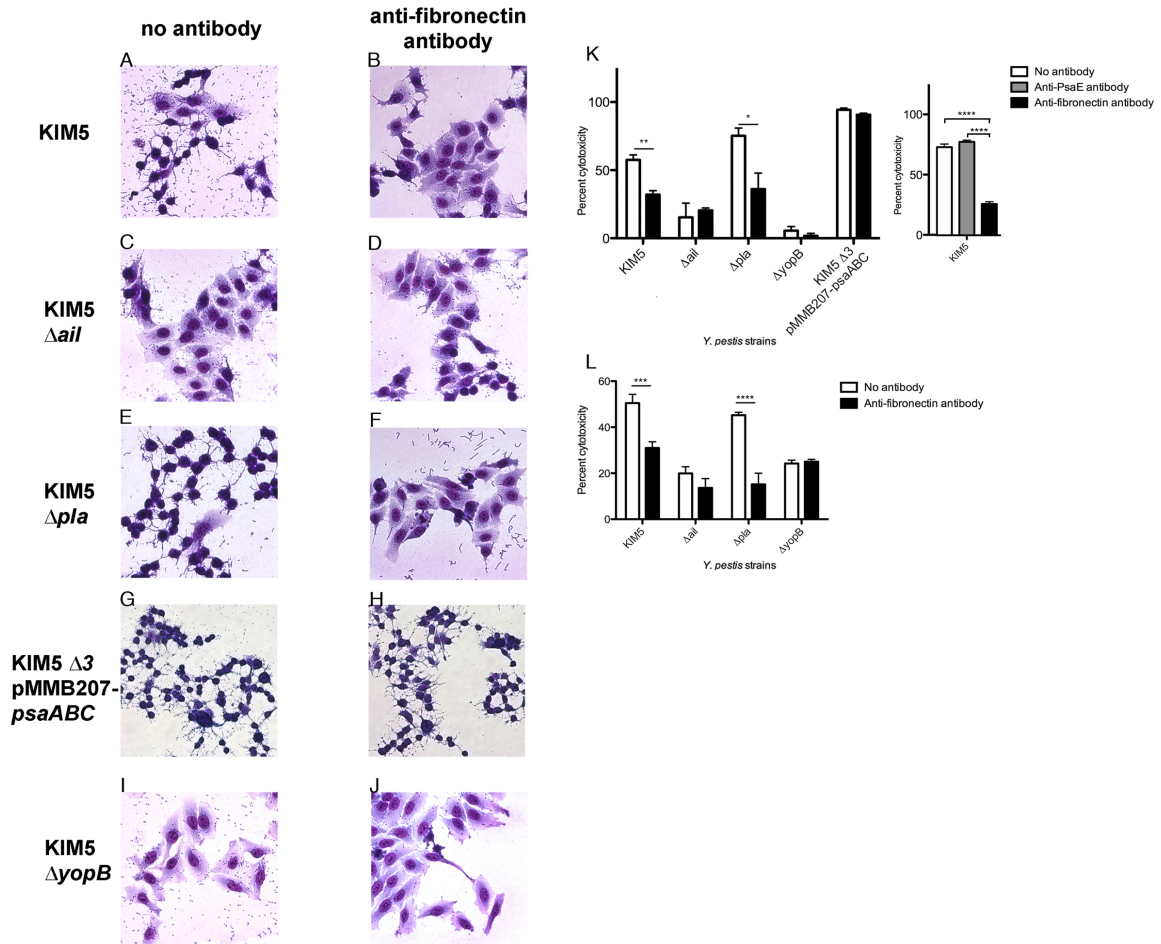 no antibody
anti-fibronectin
antibody
A
B
KIM5
C
D
KIM5
Δail
E
F
KIM5
Δpla
G
H
KIM5 Δ3
pMMB207-
psaABC
I
J
KIM5
ΔyopB
K
Percent cytotoxicity
100
50
0
**
*
KIM5
Δail
Δpla
ΔyopB
KIM5 Δ3
pMMB207-psaABC
Y. pestis strains
No antibody
Anti-PsaE antibody
Anti-fibronectin antibody
Percent cytotoxicity
100
50
0
****
****
KIM5
L
Percent cytotoxicity
60
40
20
0
***
****
KIM5
Δail
Δpla
ΔyopB
Y. pestis strains
No antibody
Anti-fibronectin antibody